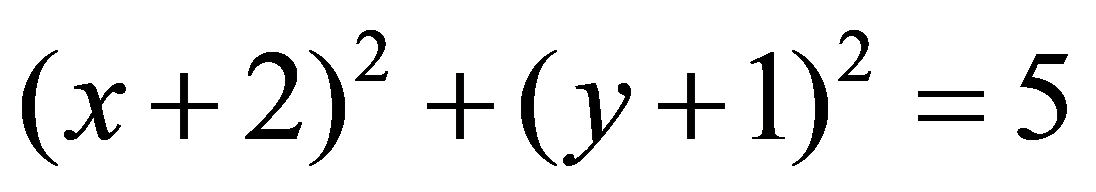 (x + 2)² + (y + 1)² = 5